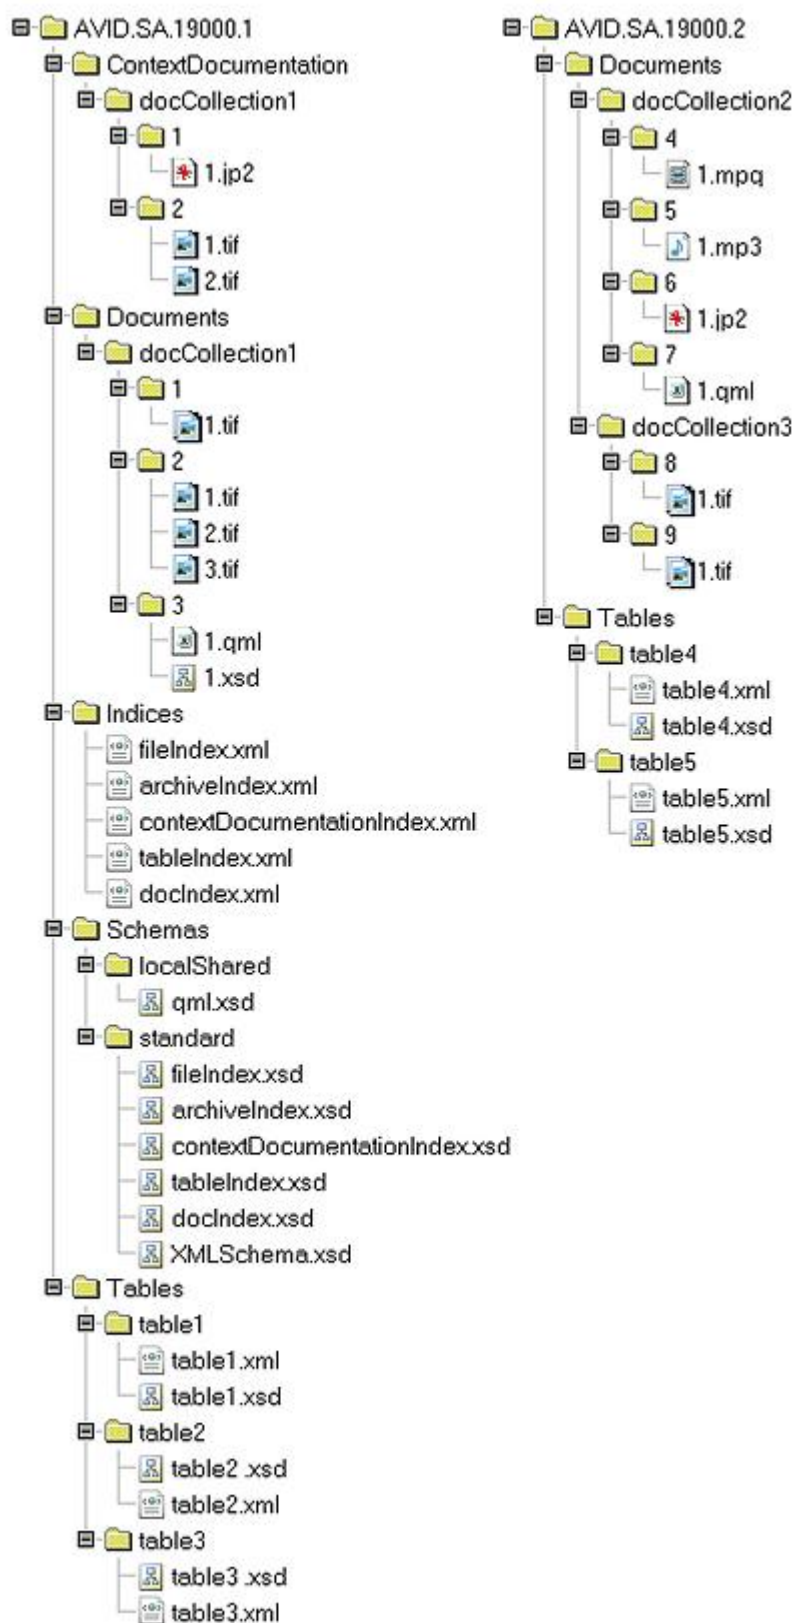 AVID.SA.19000.1
ContextDocumentation
docCollection1
1
1.jp2
2
1.tif
2.tif
Documents
docCollection1
1
1.tif
2
1.tif
2.tif
3.tif
3
1.gml
1.xsd
Indices
fileIndex.xml
archiveIndex.xml
contextDocumentationIndex.xml
tableIndex.xml
docIndex.xml
Schemas
localShared
gml.xsd
standard
fileIndex.xsd
archiveIndex.xsd
contextDocumentationIndex.xsd
tableIndex.xsd
docIndex.xsd
XMLSchema.xsd
Tables
table1
table1.xml
table1.xsd
table2
table2 .xsd
table2.xml
table3
table3 .xsd
table3.xml
AVID.SA.19000.2
Documents
docCollection2
4
1.mpg
5
1.mp3
6
1.jp2
7
1.gml
docCollection3
8
1.tif
9
1.tif
Tables
table4
table4.xml
table4.xsd
table5
table5.xml
table5.xsd